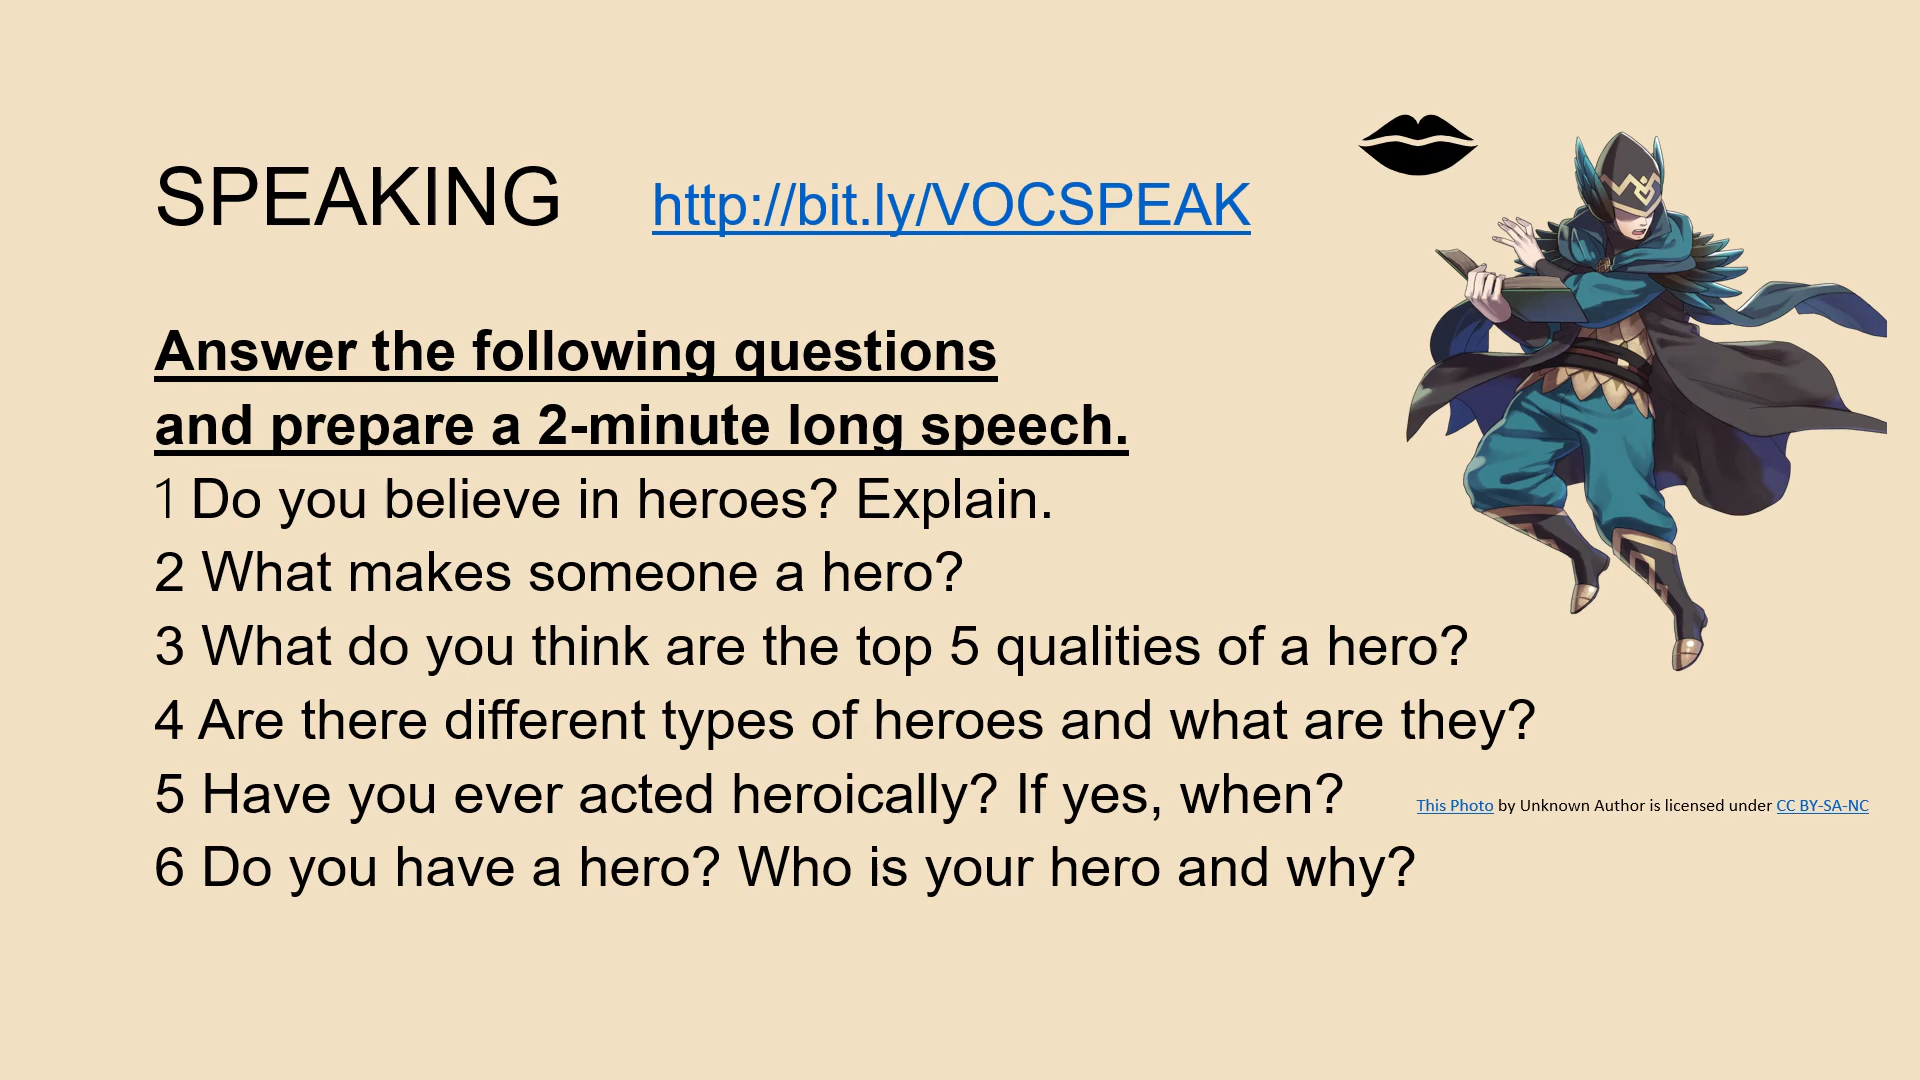 SPEAKING http://bit.ly/VOCSPEAK
Answer the following questions
and prepare a 2-minute long speech.
1 Do you believe in heroes? Explain.
2 What makes someone a hero?
3 What do you think are the top 5 qualities of a hero?
4 Are there different types of heroes and what are they?
5 Have you ever acted heroically? If yes, when?
This Photo by Unknown Author is licensed under CC BY-SA-NC
6 Do you have a hero? Who is your hero and why?